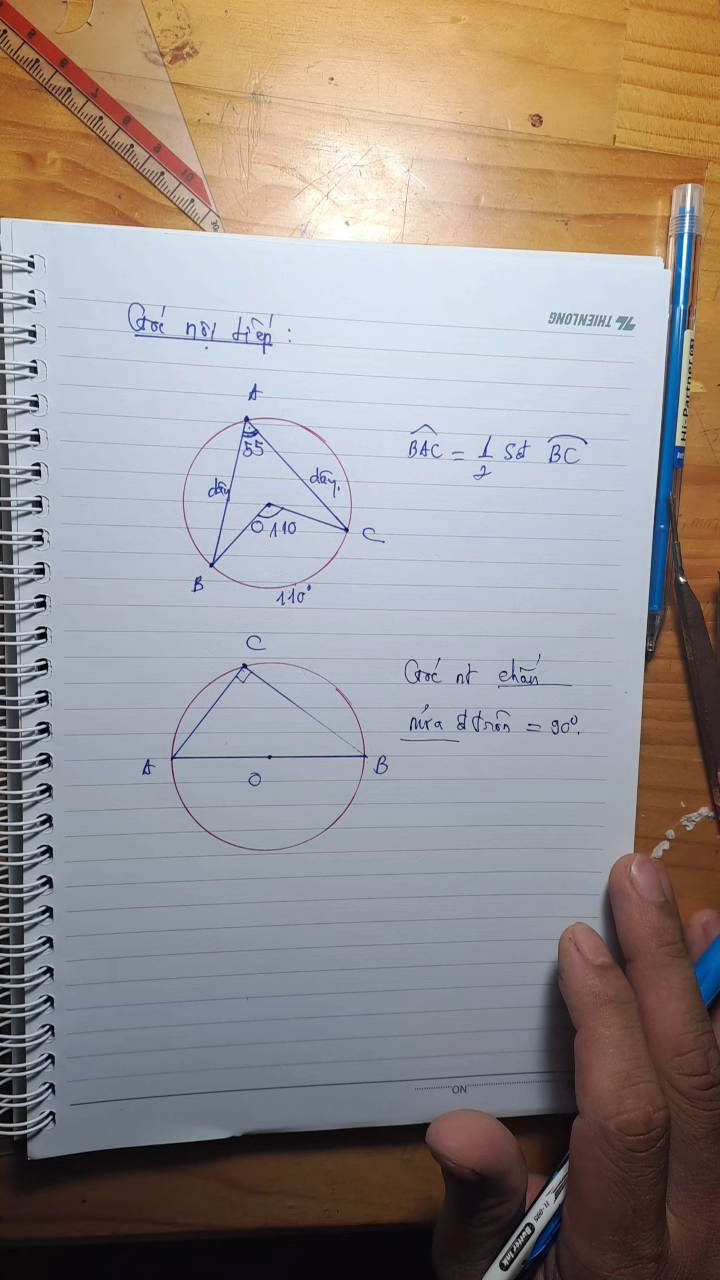 THIENLONG
Góc nội tiếp :
A
55
dây
dây.
O 110
C
B
110°
BAC = 1/2 Sđ BC
C
A
O
B
Góc nt chắn
nửa đtròn = 90°.
NO